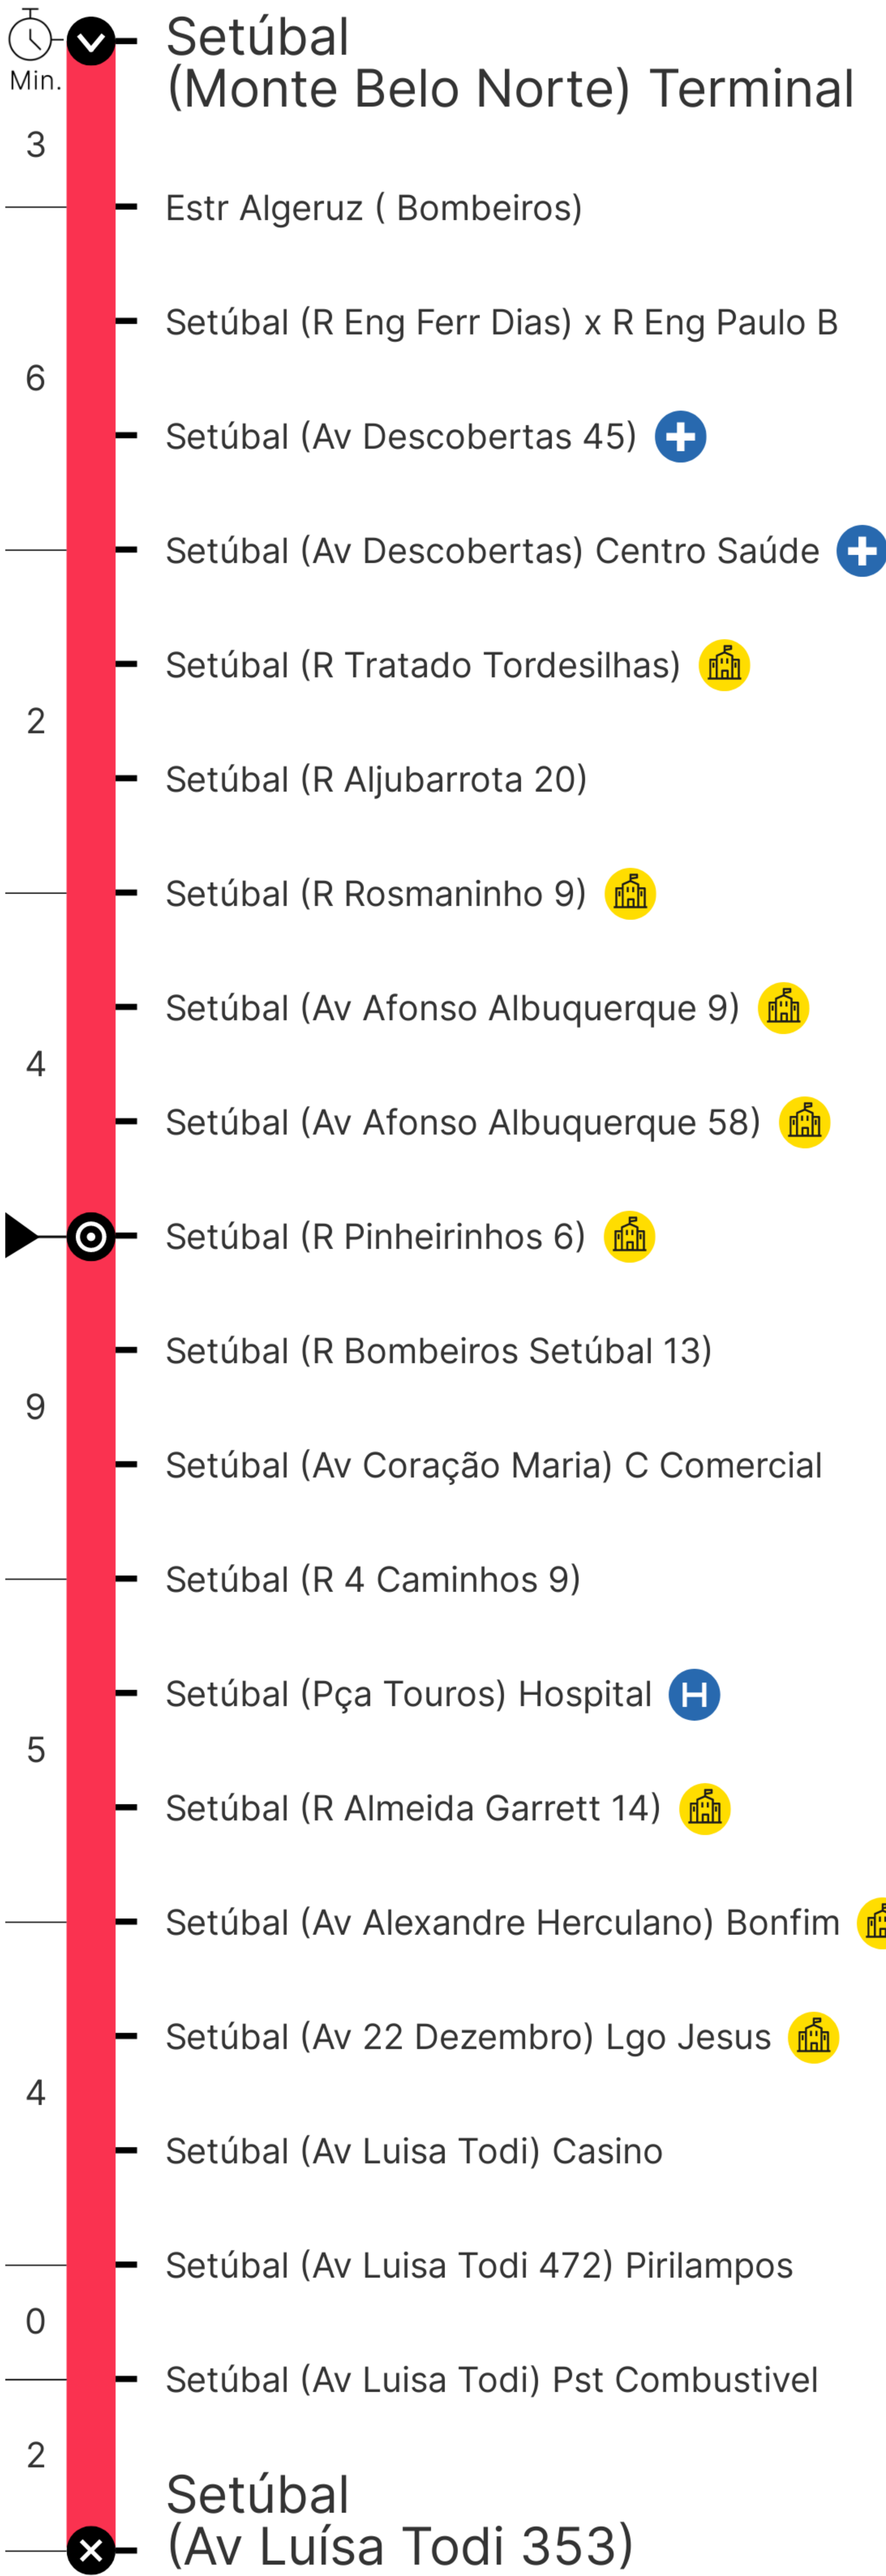 Setúbal
(Monte Belo Norte) Terminal
Min.
3
Estr Algeruz ( Bombeiros)
Setúbal (R Eng Ferr Dias) x R Eng Paulo B
6
Setúbal (Av Descobertas 45)
Setúbal (Av Descobertas) Centro Saúde
Setúbal (R Tratado Tordesilhas)
2
Setúbal (R Aljubarrota 20)
Setúbal (R Rosmaninho 9)
Setúbal (Av Afonso Albuquerque 9)
4
Setúbal (Av Afonso Albuquerque 58)
Setúbal (R Pinheirinhos 6)
Setúbal (R Bombeiros Setúbal 13)
9
Setúbal (Av Coração Maria) C Comercial
Setúbal (R 4 Caminhos 9)
Setúbal (Pça Touros) Hospital H
5
Setúbal (R Almeida Garrett 14)
Setúbal (Av Alexandre Herculano) Bonfim
Setúbal (Av 22 Dezembro) Lgo Jesus
4
Setúbal (Av Luisa Todi) Casino
Setúbal (Av Luisa Todi 472) Pirilampos
0
Setúbal (Av Luisa Todi) Pst Combustivel
2
Setúbal
(Av Luísa Todi 353)